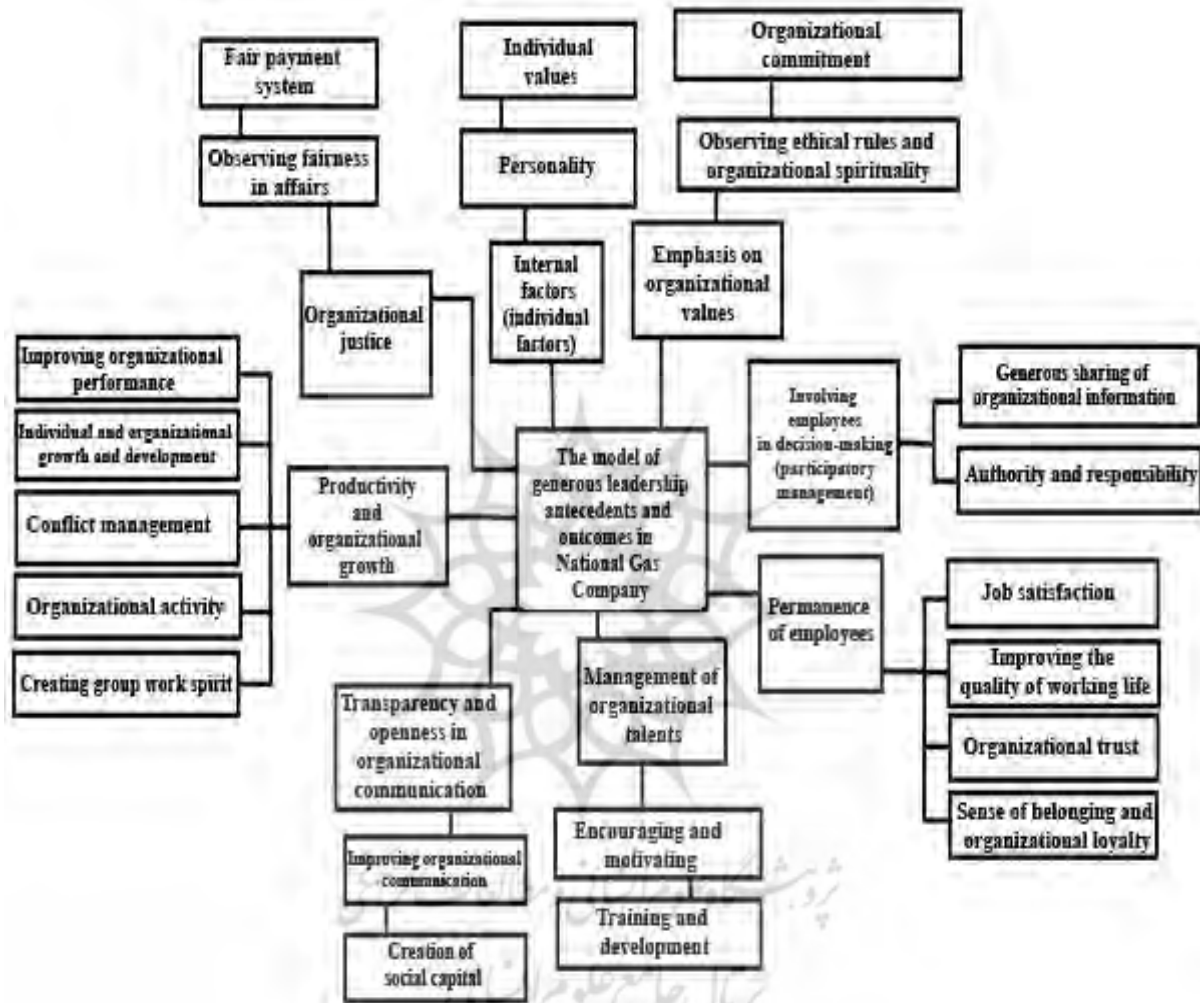 Fair payment
system
Observing fairness
in affairs
Organizational
justice
Individual
values
Personality
Internal
factors
(individual
factors)
Organizational
commitment
Observing ethical rules and
organizational spirituality
Emphasis on
organizational
values
Improving organizational
performance
Individual and organizational
growth and development
Conflict management
Organizational activity
Creating group work spirit
Productivity
and
organizational
growth
The model of
generous leadership
antecedents and
outcomes in
National Gas
Company
Involving
employees
in decision-making
(participatory
management)
Generous sharing of
organizational information
Authority and responsibility
Permanence
of employees
Job satisfaction
Improving the
quality of working life
Organizational trust
Sense of belonging and
organizational loyalty
Transparency and
openness in
organizational
communication
Improving organizational
communication
Creation of
social capital
Management of
organizational
talents
Encouraging and
motivating
Training and
development